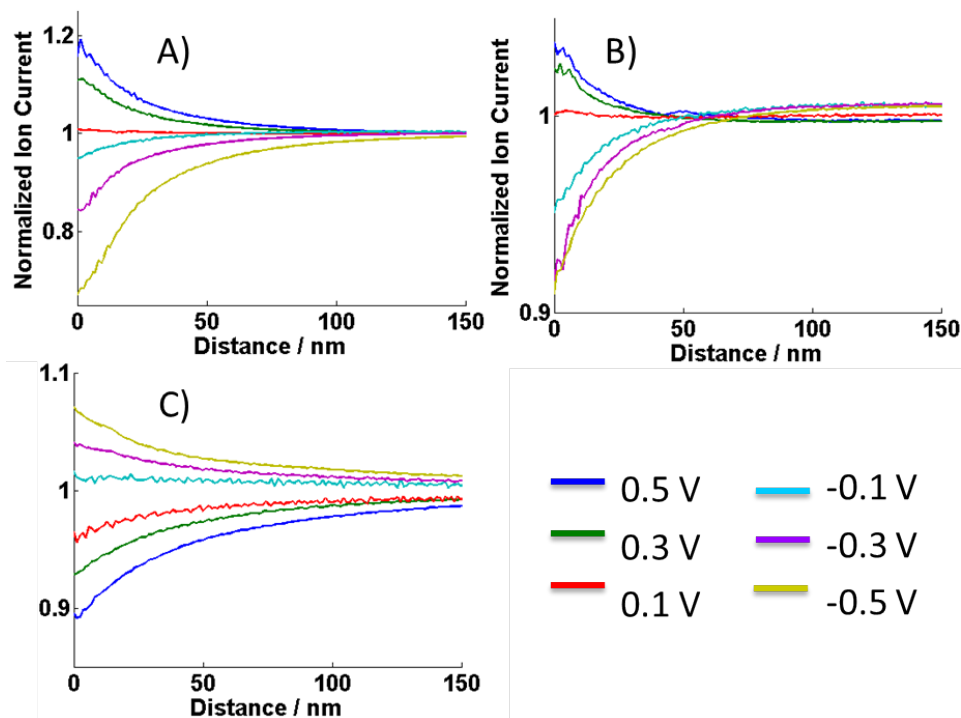 A)
Normalized Ion Current
1.2
1
0.8
0 50 100 150
Distance / nm
B)
Normalized Ion Current
1
0.9
0 50 100 150
Distance / nm
C)
1.1
1
0.9
0 50 100 150
Distance / nm
0.5 V -0.1 V
0.3 V -0.3 V
0.1 V -0.5 V